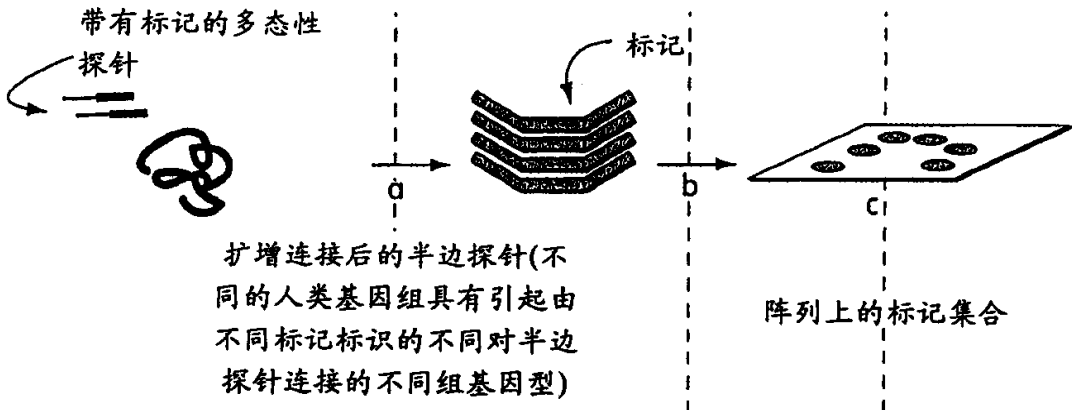 带有标记的多态性
探针
标记
a
b
c
扩增连接后的半边探针(不
同的人类基因组具有引起由
不同标记标识的不同对半边
探针连接的不同组基因型)
阵列上的标记集合